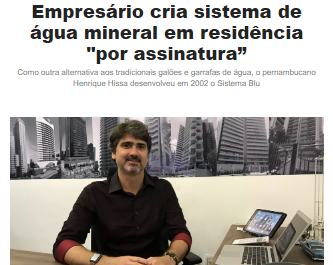 Empresário cria sistema de
água mineral em residência
"por assinatura”
Como outra alternativa aos tradicionais galões e garrafas de água, o pernambucano
Henrique Hissa desenvolveu em 2002 o Sistema Blu